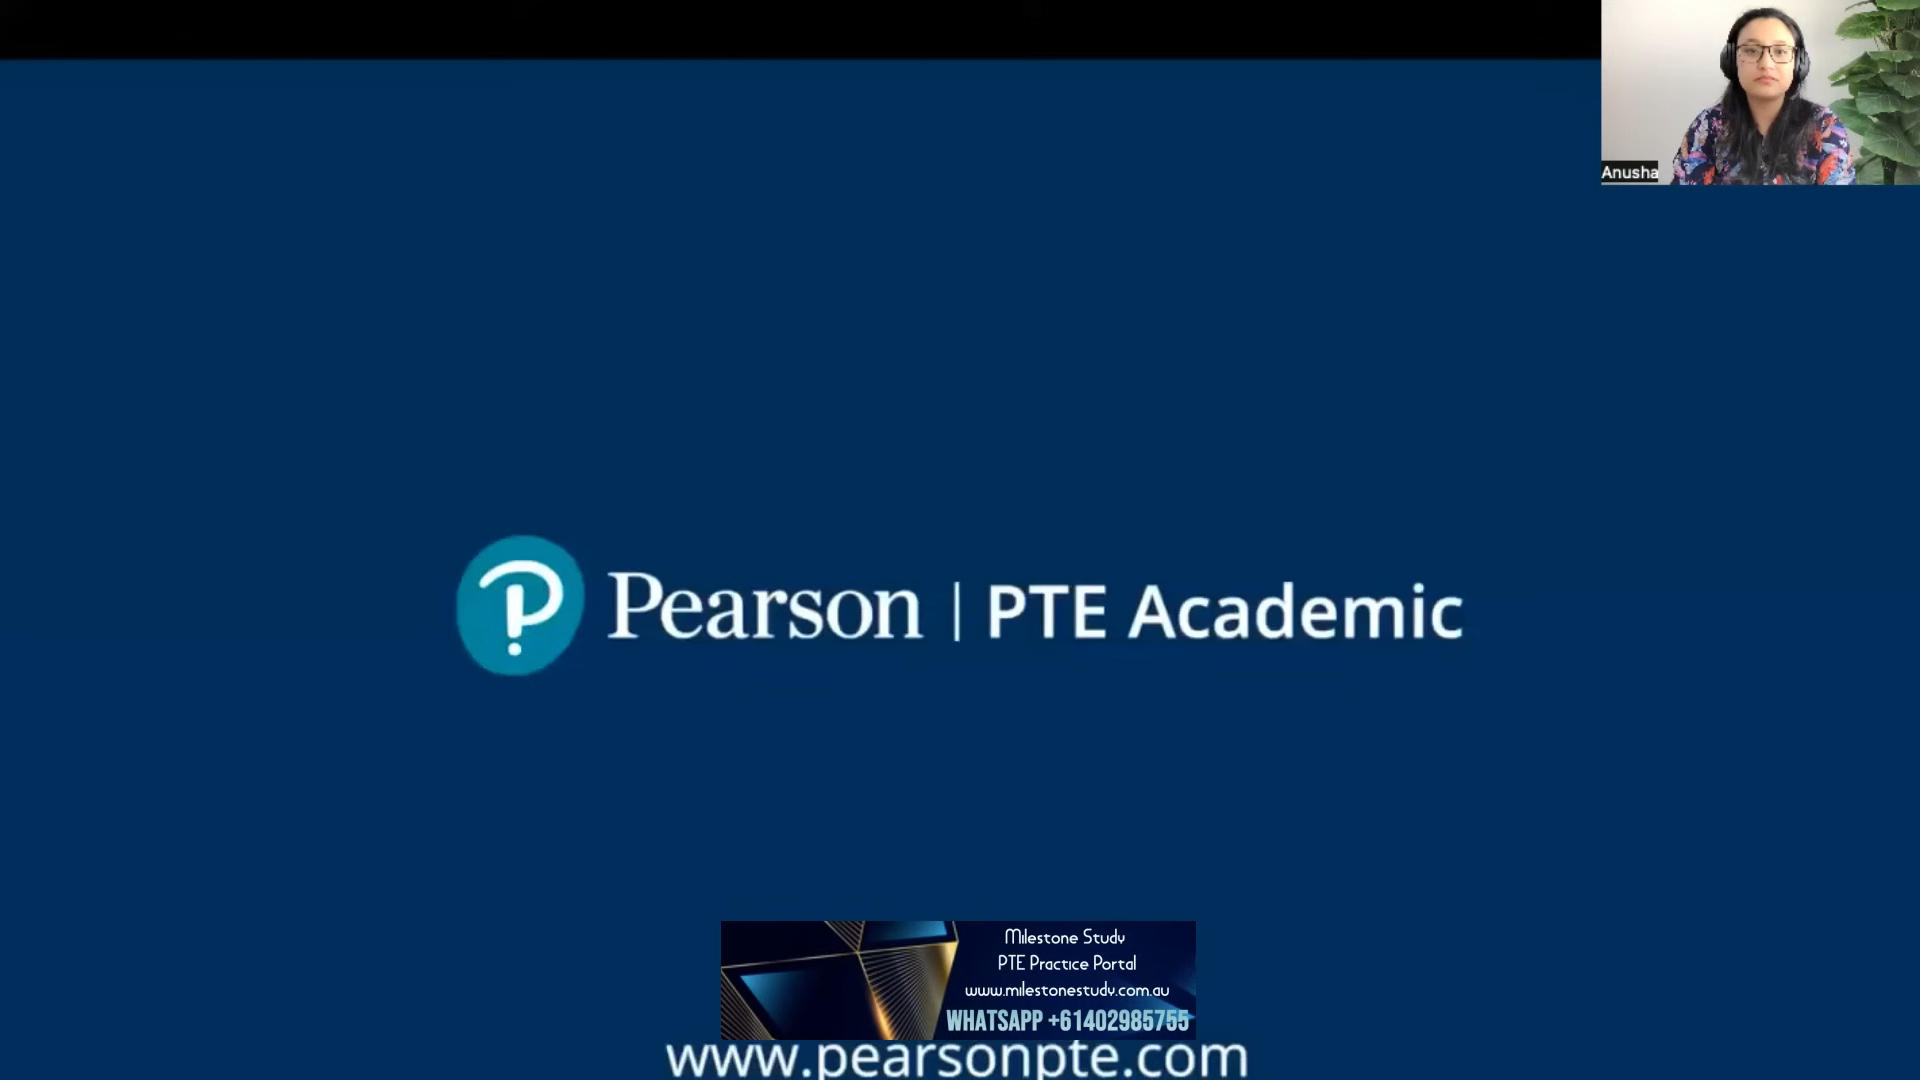 Anusha
Pearson | PTE Academic
Milestone Study
PTE Practice Portal
www.milestonestudy.com.au
WHATSAPP +61402985755
www.pearsonpte.com